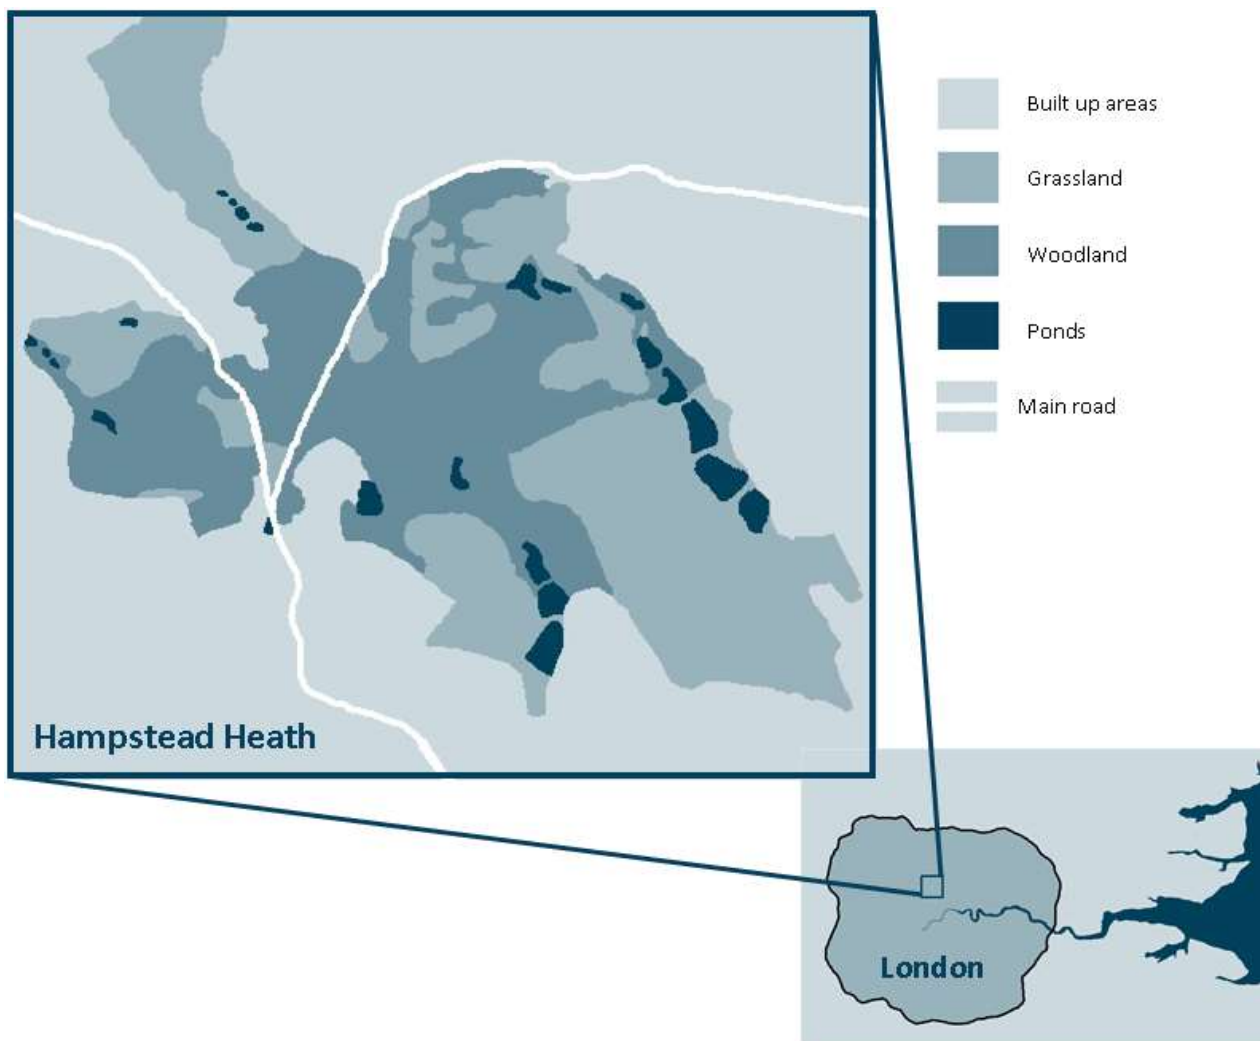 Built up areas
Grassland
Woodland
Ponds
Main road
Hampstead Heath
London